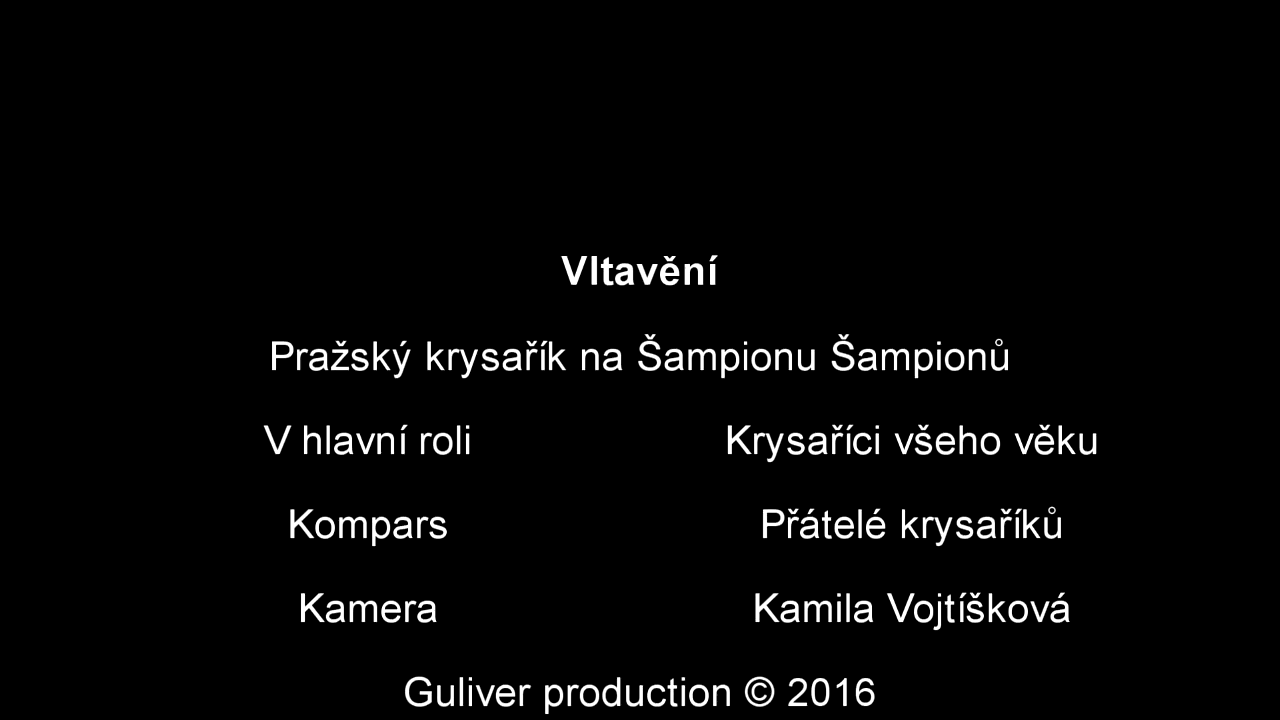 Vltavění
Pražský krysařík na Šampionu Šampionů
V hlavní roli Krysaříci všeho věku
Kompars Přátelé krysaříků
Kamera Kamila Vojtíšková
Guliver production © 2016